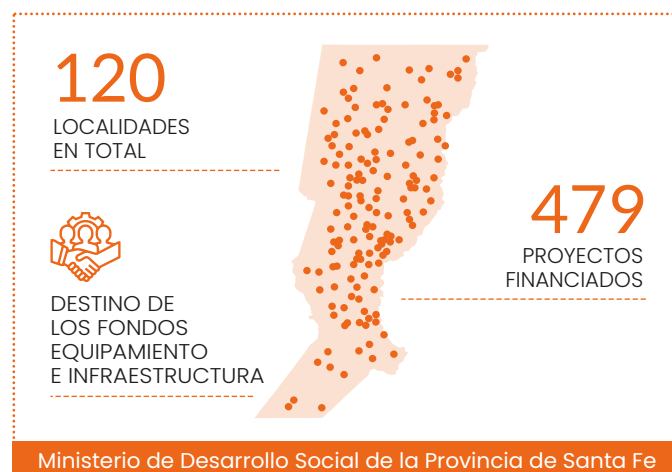 120
LOCALIDADES
EN TOTAL
479
PROYECTOS
FINANCIADOS
DESTINO DE
LOS FONDOS
EQUIPAMIENTO
E INFRAESTRUCTURA
Ministerio de Desarrollo Social de la Provincia de Santa Fe